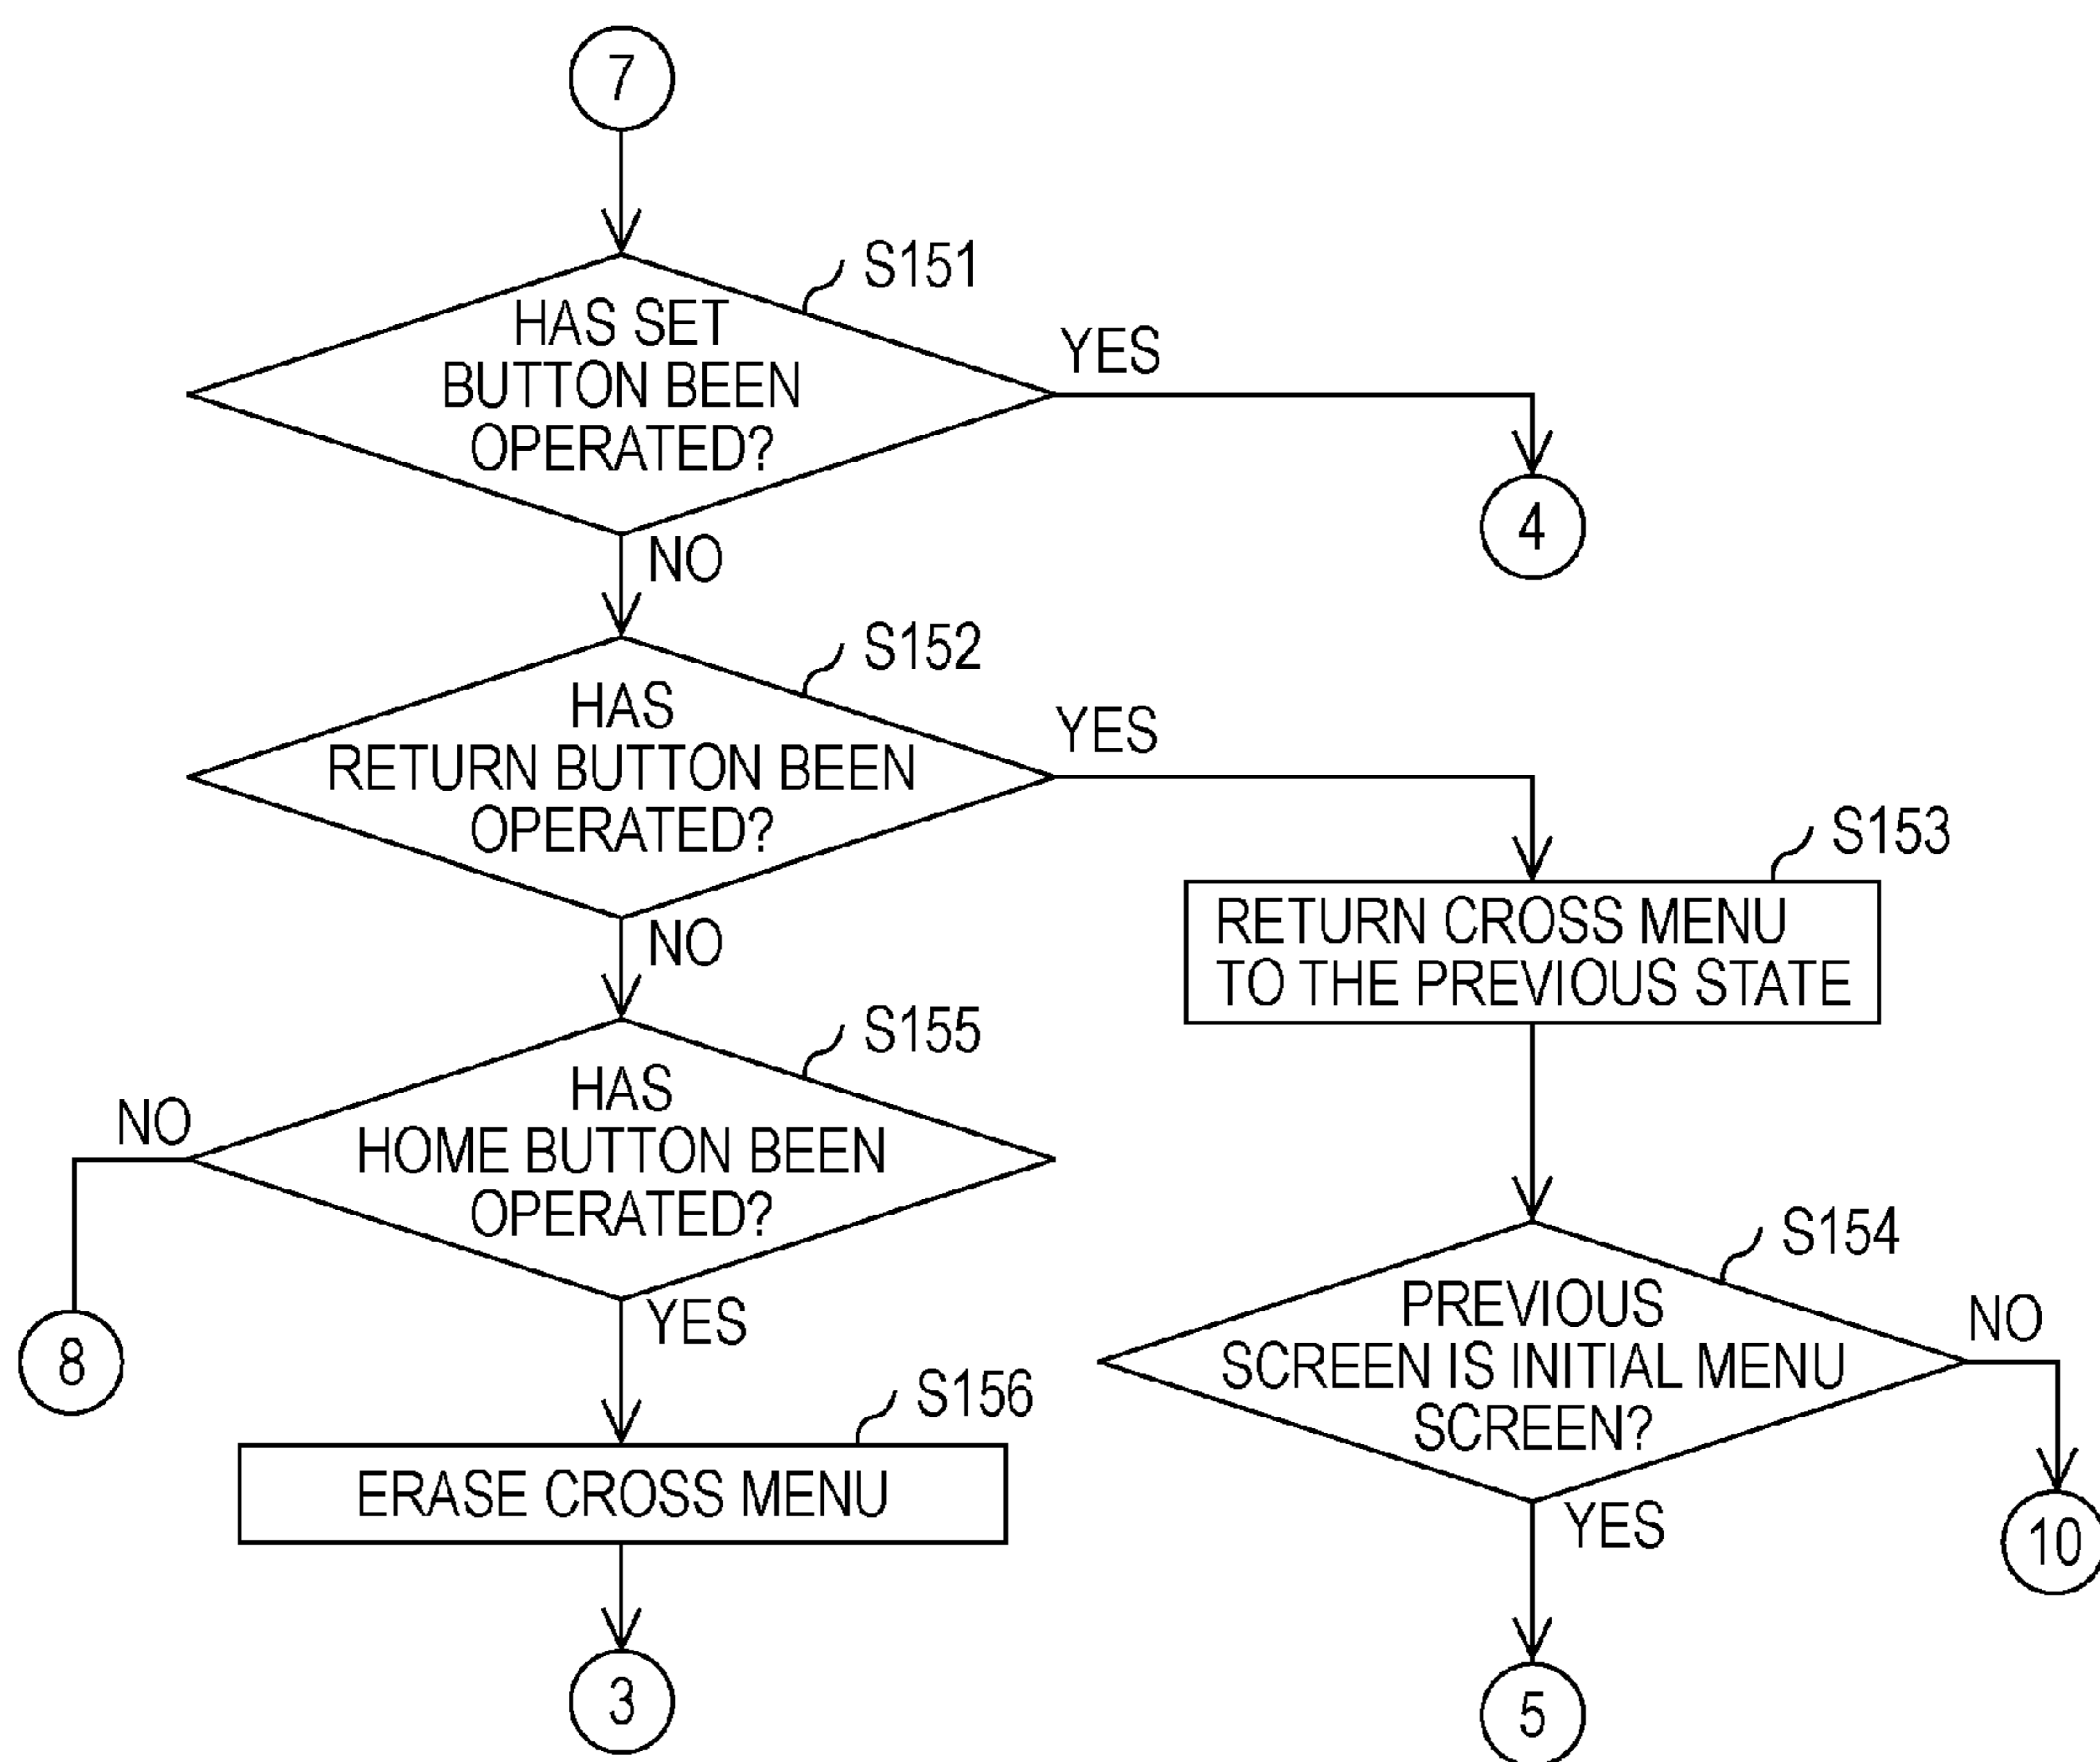 7
S151
HAS SET
BUTTON BEEN
OPERATED?
YES
4
NO
S152
HAS
RETURN BUTTON BEEN
OPERATED?
YES
S153
RETURN CROSS MENU
TO THE PREVIOUS STATE
NO
S155
HAS
HOME BUTTON BEEN
OPERATED?
NO
8
YES
S154
PREVIOUS
SCREEN IS INITIAL MENU
SCREEN?
NO
10
YES
5
S156
ERASE CROSS MENU
3